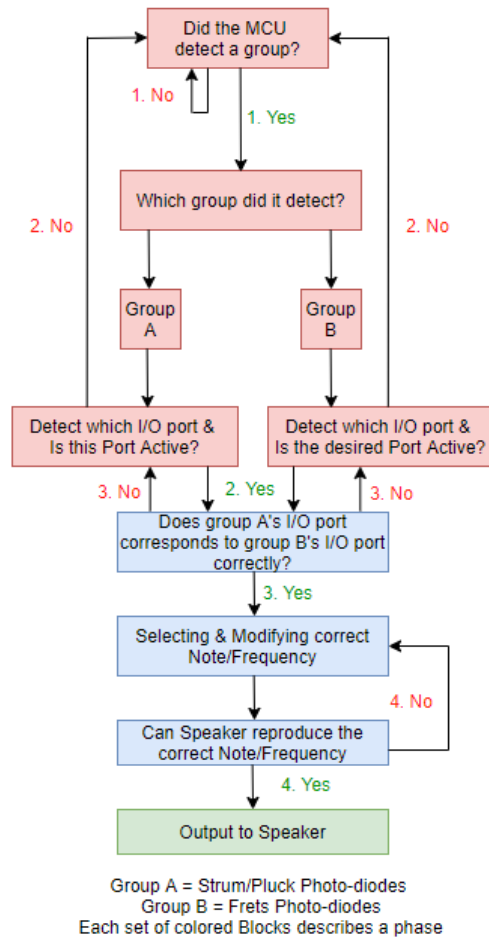 Did the MCU
detect a group?
1. No
1. Yes
Which group did it detect?
2. No
2. No
Group
A
Group
B
Detect which I/O port &
Is this Port Active?
Detect which I/O port &
Is the desired Port Active?
3. No
2. Yes
3. No
Does group A's I/O port
corresponds to group B's I/O port
correctly?
3. Yes
Selecting & Modifying correct
Note/Frequency
4. No
Can Speaker reproduce the
correct Note/Frequency
4. Yes
Output to Speaker
Group A = Strum/Pluck Photo-diodes
Group B = Frets Photo-diodes
Each set of colored Blocks describes a phase